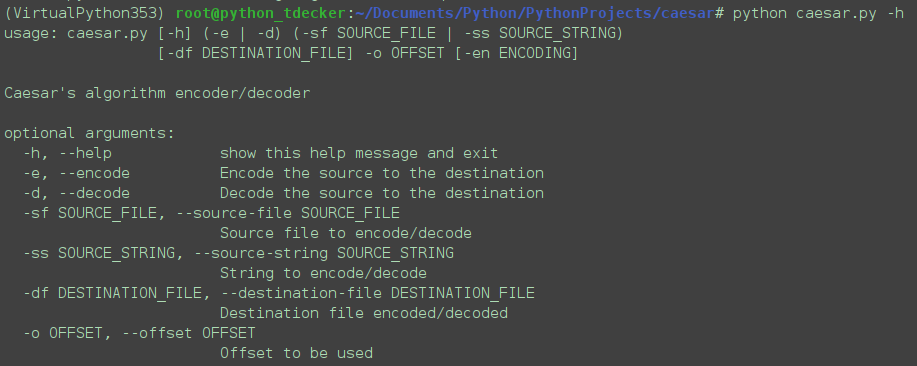 (VirtualPython353) root@python_tdecker:~/Documents/Python/PythonProjects/caesar# python caesar.py -h
usage: caesar.py [-h] (-e | -d) (-sf SOURCE_FILE | -ss SOURCE_STRING)
                 [-df DESTINATION_FILE] -o OFFSET [-en ENCODING]

Caesar's algorithm encoder/decoder

optional arguments:
  -h, --help            show this help message and exit
  -e, --encode          Encode the source to the destination
  -d, --decode          Decode the source to the destination
  -sf SOURCE_FILE, --source-file SOURCE_FILE
                        Source file to encode/decode
  -ss SOURCE_STRING, --source-string SOURCE_STRING
                        String to encode/decode
  -df DESTINATION_FILE, --destination-file DESTINATION_FILE
                        Destination file encoded/decoded
  -o OFFSET, --offset OFFSET
                        Offset to be used